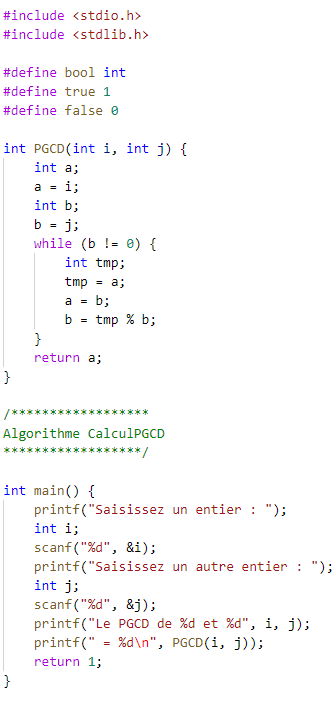 #include <stdio.h>
#include <stdlib.h>

#define bool int
#define true 1
#define false 0

int PGCD(int i, int j) {
    int a;
    a = i;
    int b;
    b = j;
    while (b != 0) {
        int tmp;
        tmp = a;
        a = b;
        b = tmp % b;
    }
    return a;
}

/******************
Algorithme CalculPGCD
******************/

int main() {
    printf("Saisissez un entier : ");
    int i;
    scanf("%d", &i);
    printf("Saisissez un autre entier : ");
    int j;
    scanf("%d", &j);
    printf("Le PGCD de %d et %d", i, j);
    printf(" = %d\n", PGCD(i, j));
    return 1;
}